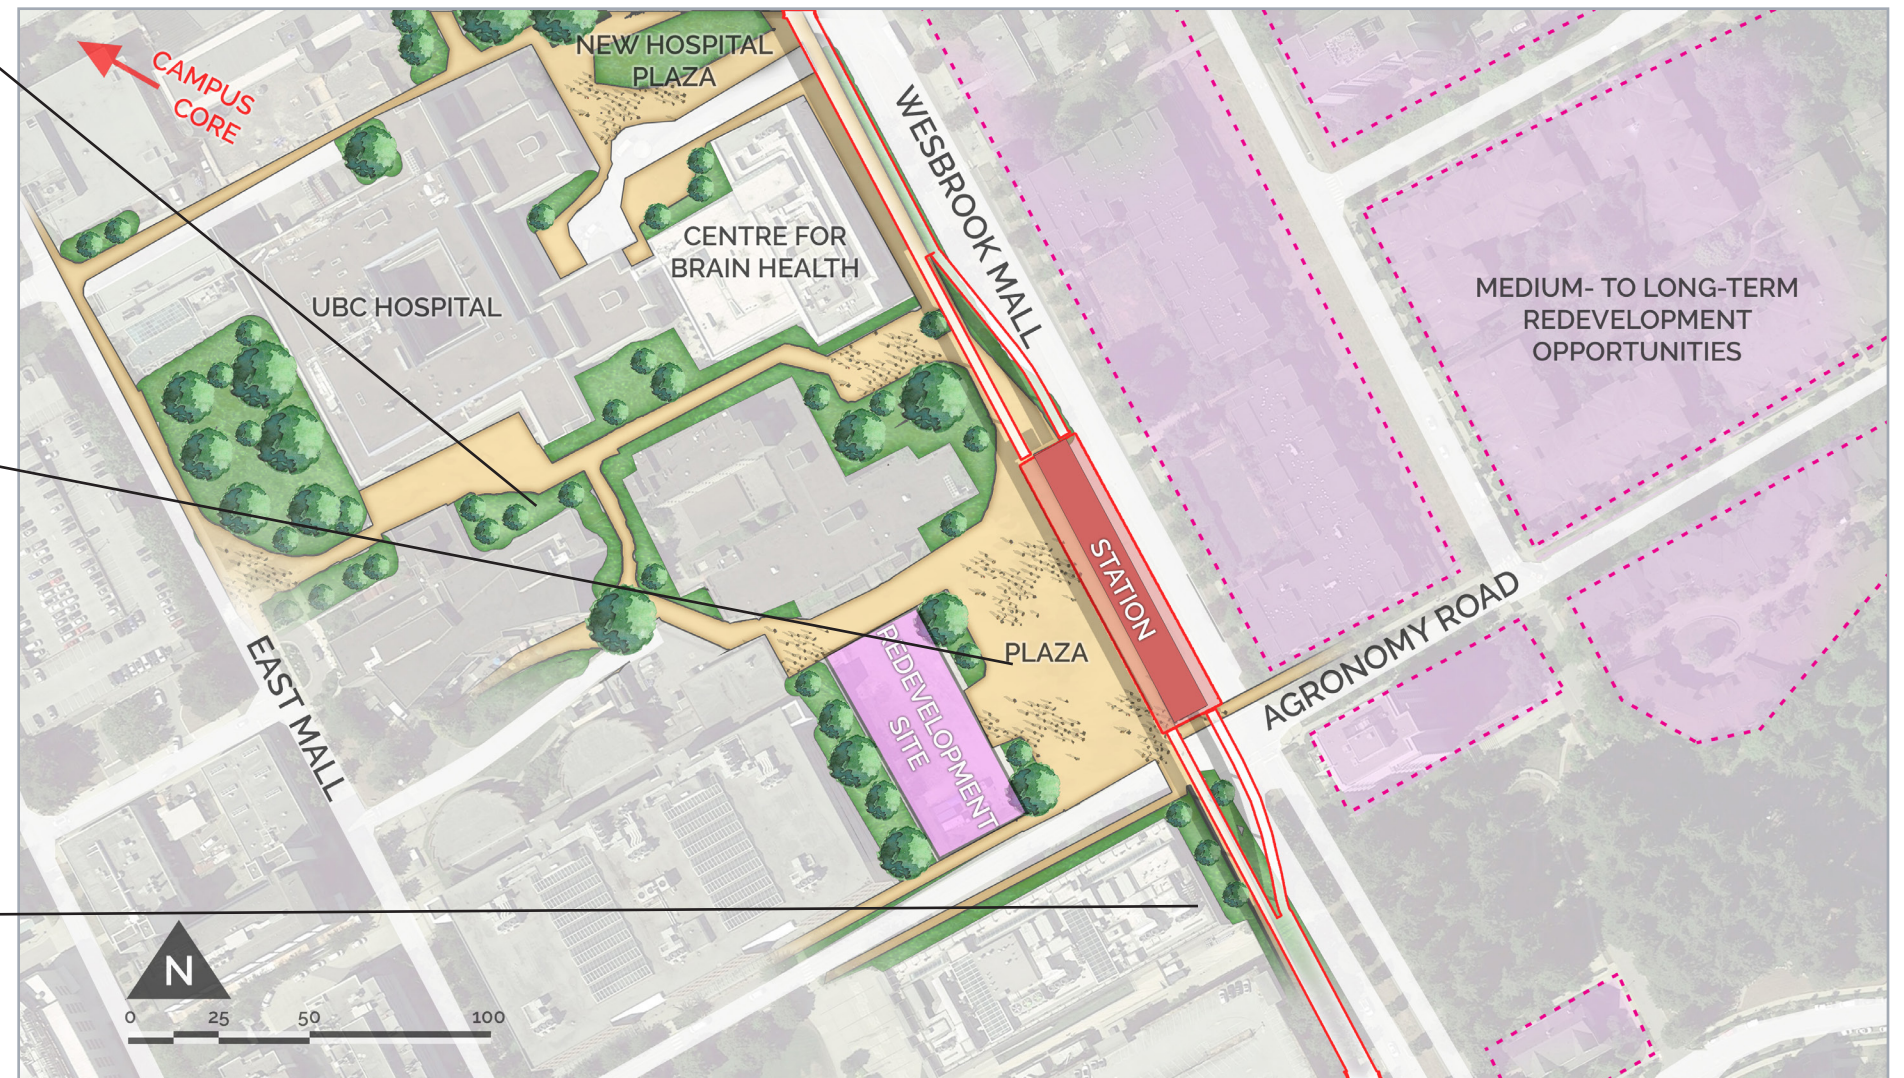 CAMPUS
CORE
NEW HOSPITAL
PLAZA
WESBROOK MALL
CENTRE FOR
BRAIN HEALTH
UBC HOSPITAL
MEDIUM- TO LONG-TERM
REDEVELOPMENT
OPPORTUNITIES
STATION
PLAZA
REDEVELOPMENT
SITE
AGRONOMY ROAD
EAST MALL
N
0 25 50 100